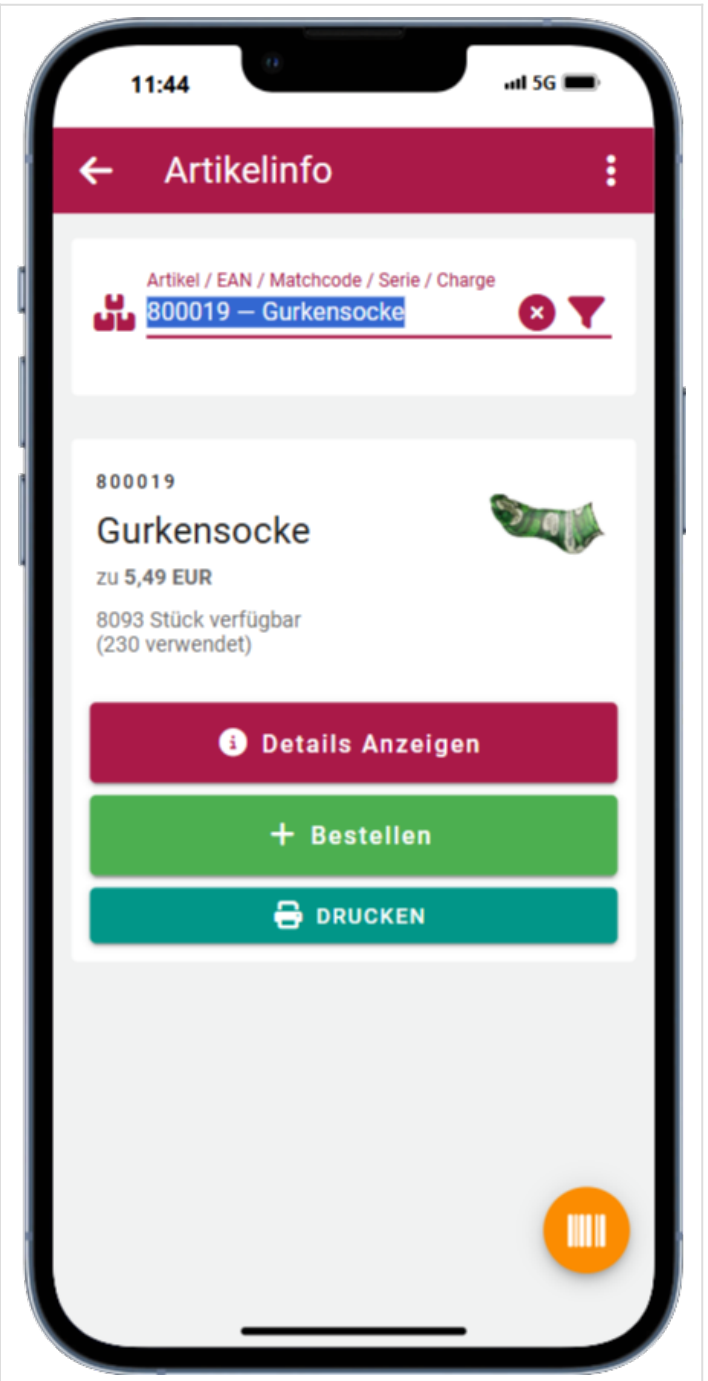 11:44
5G
Artikelinfo
Artikel / EAN / Matchcode / Serie / Charge
800019 — Gurkensocke
800019
Gurkensocke
zu 5,49 EUR
8093 Stück verfügbar
(230 verwendet)
Details Anzeigen
Bestellen
DRUCKEN